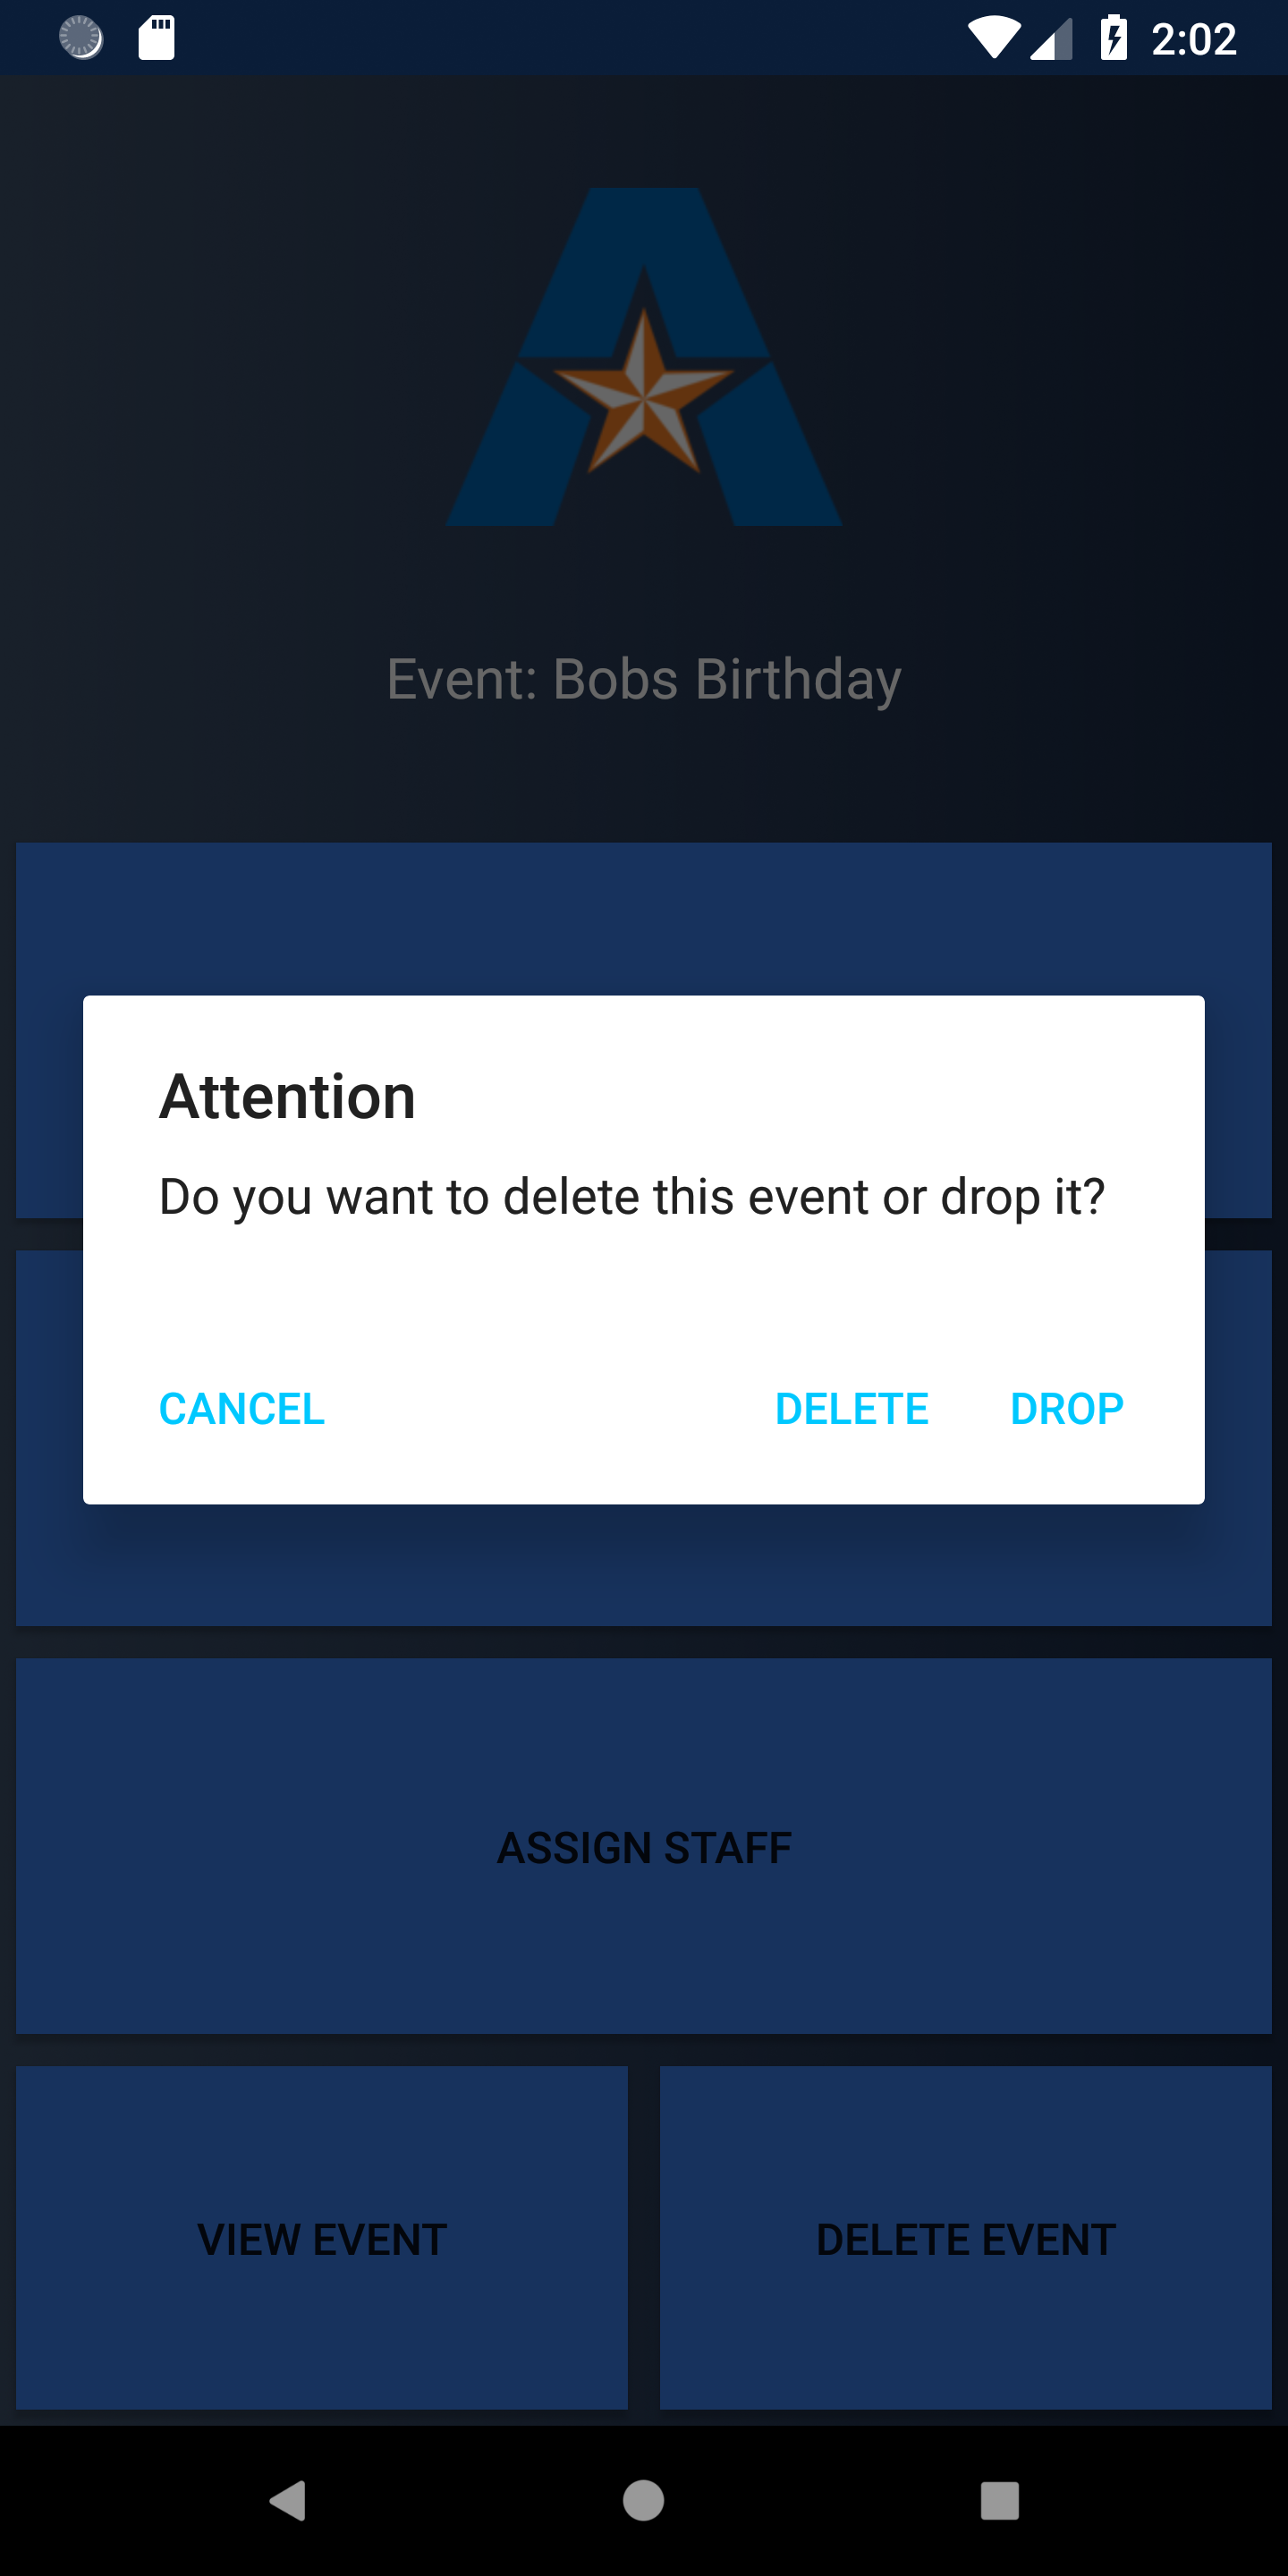 2:02
Event: Bobs Birthday
Attention
Do you want to delete this event or drop it?
CANCEL DELETE DROP
ASSIGN STAFF
VIEW EVENT DELETE EVENT